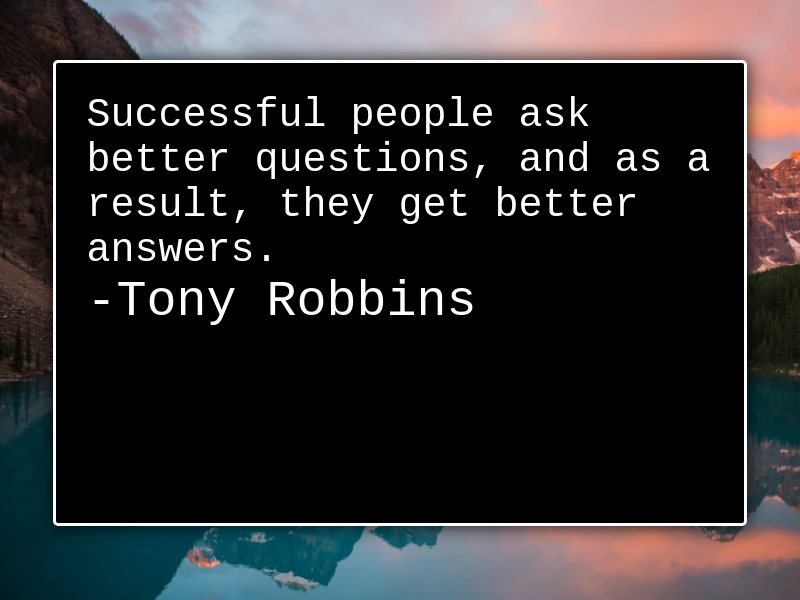 Successful people ask
better questions, and as a
result, they get better
answers.
-Tony Robbins